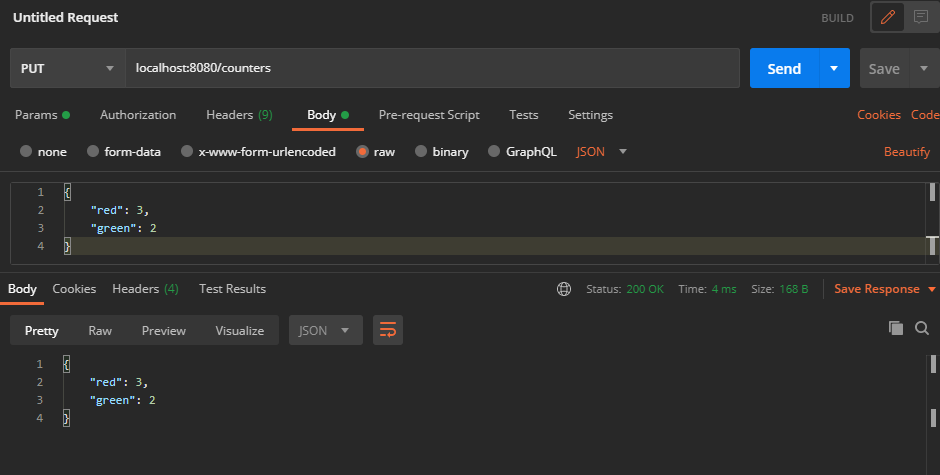 Untitled Request BUILD
PUT localhost:8080/counters Send Save
Params Authorization Headers (9) Body Pre-request Script Tests Settings Cookies Code
none form-data x-www-form-urlencoded raw binary GraphQL JSON Beautify
1 {
2 "red": 3,
3 "green": 2
4 }
Body Cookies Headers (4) Test Results Status: 200 OK Time: 4 ms Size: 168 B Save Response
Pretty Raw Preview Visualize JSON
1 {
2 "red": 3,
3 "green": 2
4 }